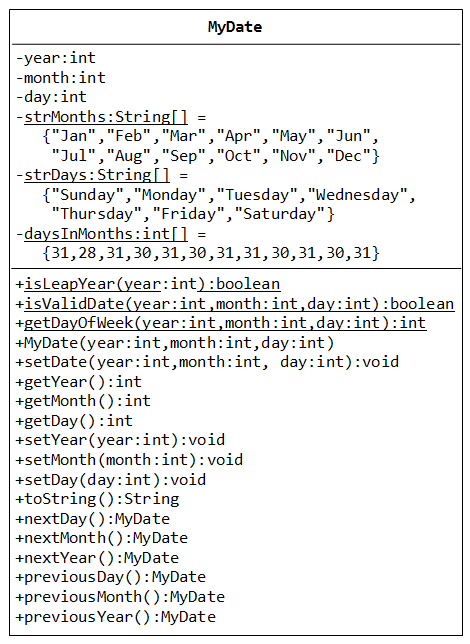 MyDate
-year:int
-month:int
-day:int
-strMonths:String[] =
{"Jan","Feb","Mar","Apr","May","Jun",
"Jul","Aug","Sep","Oct","Nov","Dec"}
-strDays:String[] =
{"Sunday","Monday","Tuesday","Wednesday",
"Thursday","Friday","Saturday"}
-daysInMonths:int[] =
{31,28,31,30,31,30,31,31,30,31,30,31}
+isLeapYear(year:int):boolean
+isValidDate(year:int,month:int,day:int):boolean
+getDayOfWeek(year:int,month:int,day:int):int
+MyDate(year:int,month:int,day:int)
+setDate(year:int,month:int, day:int):void
+getYear():int
+getMonth():int
+getDay():int
+setYear(year:int):void
+setMonth(month:int):void
+setDay(day:int):void
+toString():String
+nextDay():MyDate
+nextMonth():MyDate
+nextYear():MyDate
+previousDay():MyDate
+previousMonth():MyDate
+previousYear():MyDate